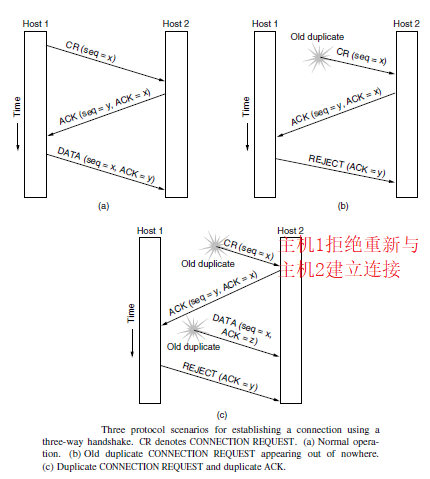 Host 1
Host 2
Time
CR (seq = x)
ACK (seq = y, ACK = x)
DATA (seq = x, ACK = y)
(a)
Host 1
Host 2
Old duplicate
Time
CR (seq = x)
ACK (seq = y, ACK = x)
REJECT (ACK = y)
(b)
Host 1
Host 2
Time
CR (seq = x)
Old duplicate
主机1拒绝重新与
主机2建立连接
ACK (seq = y, ACK = x)
DATA (seq = x,
ACK = z)
Old duplicate
REJECT (ACK = y)
(c)
Three protocol scenarios for establishing a connection using a
three-way handshake. CR denotes CONNECTION REQUEST. (a) Normal opera-
tion. (b) Old duplicate CONNECTION REQUEST appearing out of nowhere.
(c) Duplicate CONNECTION REQUEST and duplicate ACK.